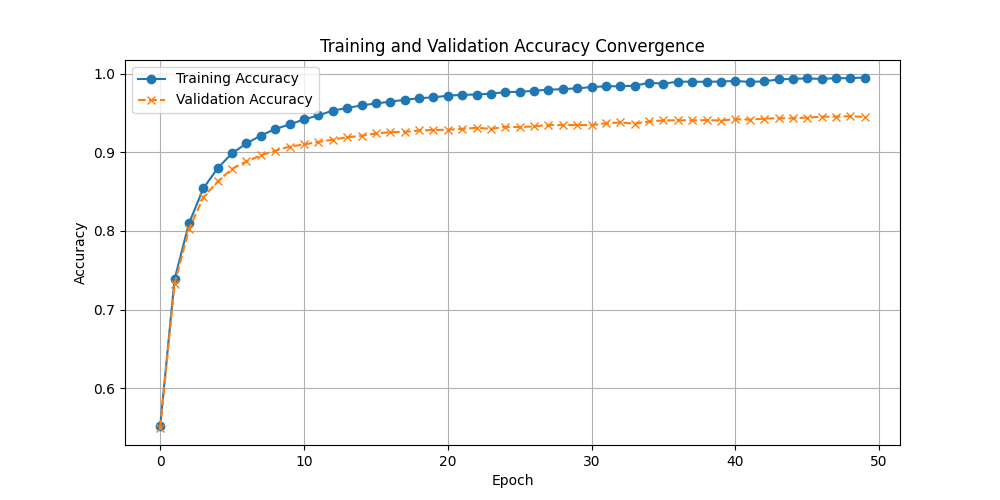 Training and Validation Accuracy Convergence
Training Accuracy
Validation Accuracy
Accuracy
1.0
0.9
0.8
0.7
0.6
0 10 20 30 40 50
Epoch